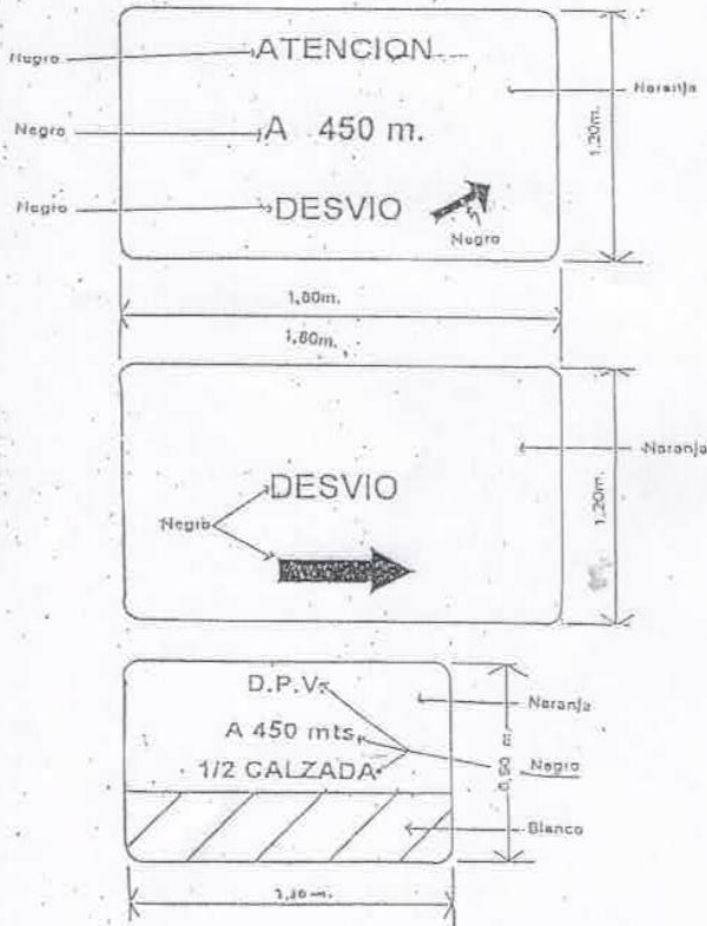 Negro ATENCION Naranja
Negro A 450 m. 1,20m.
Negro DESVIO Negro
1,80m.
1,80m.
Naranja
DESVIO 1,20m.
Negro
D.P.V. Naranja
A 450 mts
1/2 CALZADA Negro
Blanco